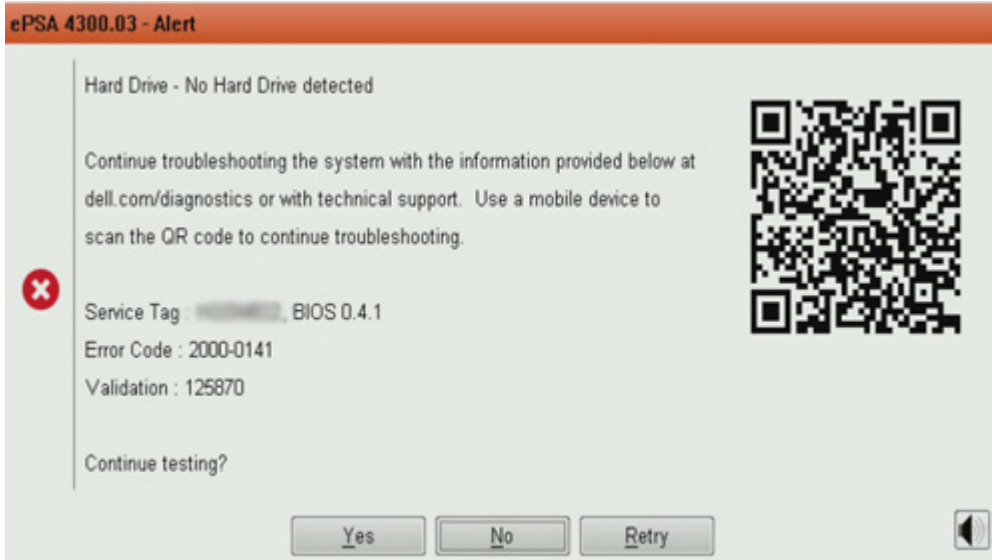 ePSA 4300.03 - Alert
Hard Drive - No Hard Drive detected
Continue troubleshooting the system with the information provided below at
dell.com/diagnostics or with technical support. Use a mobile device to
scan the QR code to continue troubleshooting.
Service Tag : , BIOS 0.4.1
Error Code : 2000-0141
Validation : 125870
Continue testing?
Yes
No
Retry